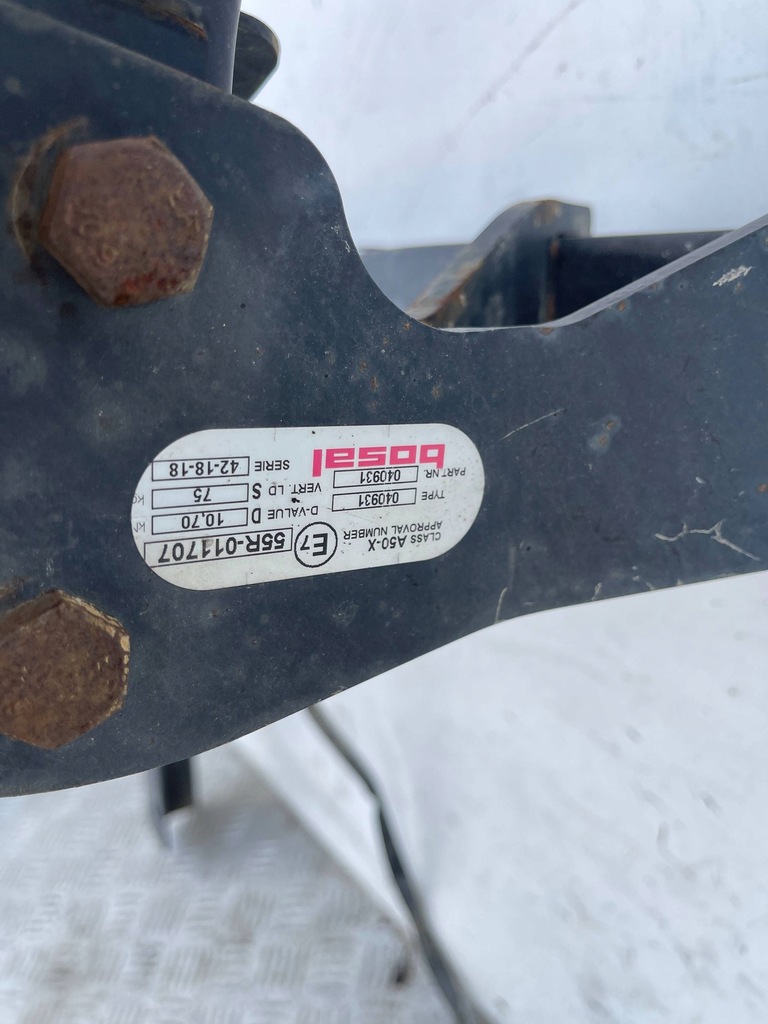 CLASS A50-X
APPROVAL NUMBER E7 55R-011707
TYPE 040931 D-VALUE D 10,70
PART NR. 040931 VERT. LD S 75 kg
bosal SERIE 42-18-18